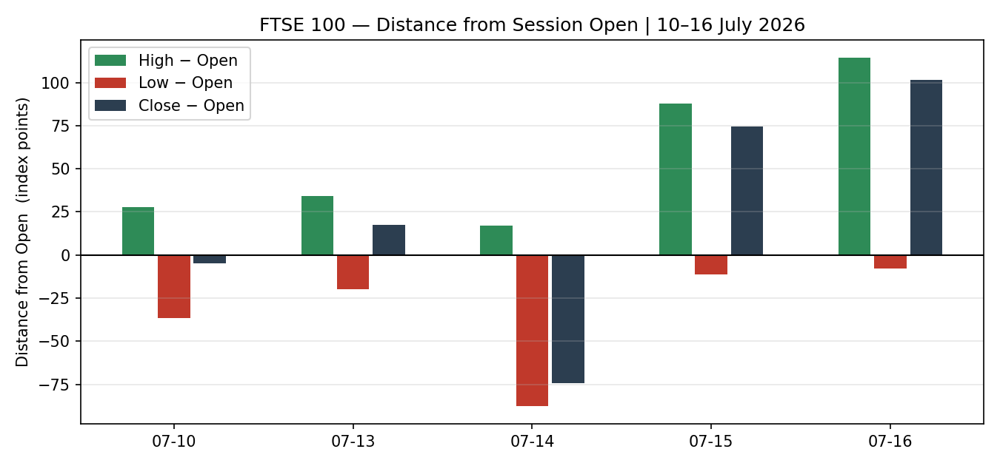 FTSE 100 — Distance from Session Open | 10–16 July 2026
High − Open
Low − Open
Close − Open
Distance from Open  (index points)
100
75
50
25
0
−25
−50
−75
07-10
07-13
07-14
07-15
07-16